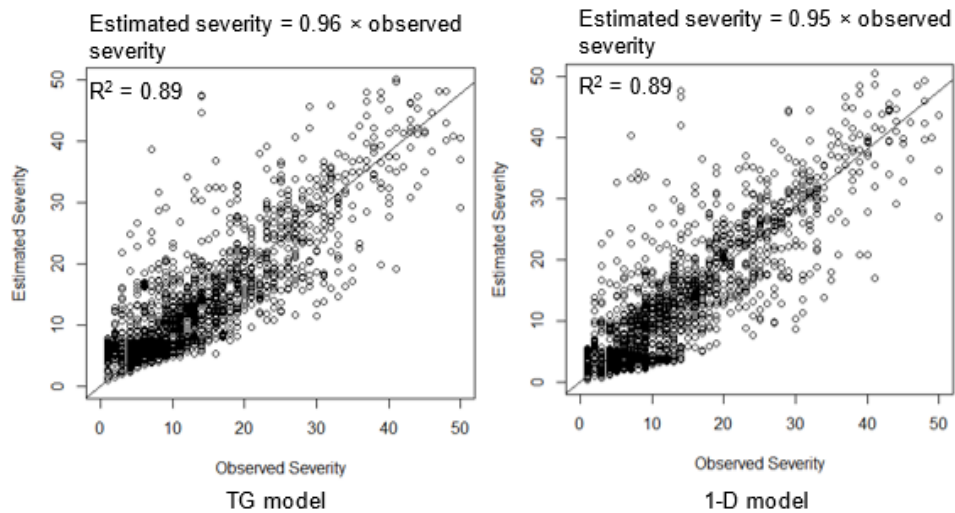 Estimated severity = 0.96 × observed
severity
R² = 0.89
50
40
30
20
10
0
Estimated Severity
0 10 20 30 40 50
Observed Severity
TG model
Estimated severity = 0.95 × observed
severity
R² = 0.89
50
40
30
20
10
0
Estimated Severity
0 10 20 30 40 50
Observed Severity
1-D model